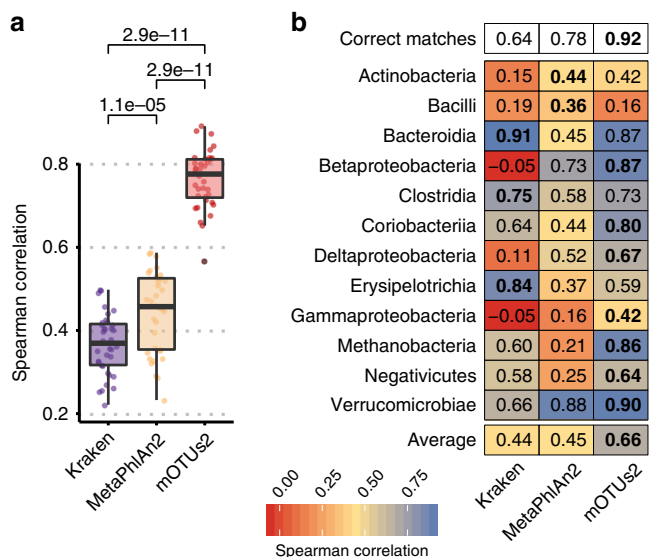 a
2.9e−11
2.9e−11
1.1e−05
0.8
0.6
0.4
0.2
Spearman correlation
Kraken
MetaPhlAn2
mOTUs2
b
Correct matches 0.64 0.78 0.92
Actinobacteria 0.15 0.44 0.42
Bacilli 0.19 0.36 0.16
Bacteroidia 0.91 0.45 0.87
Betaproteobacteria −0.05 0.73 0.87
Clostridia 0.75 0.58 0.73
Coriobacteriia 0.64 0.44 0.80
Deltaproteobacteria 0.11 0.52 0.67
Erysipelotrichia 0.84 0.37 0.59
Gammaproteobacteria −0.05 0.16 0.42
Methanobacteria 0.60 0.21 0.86
Negativicutes 0.58 0.25 0.64
Verrucomicrobiae 0.66 0.88 0.90
Average 0.44 0.45 0.66
Kraken
MetaPhlAn2
mOTUs2
0.00 0.25 0.50 0.75
Spearman correlation